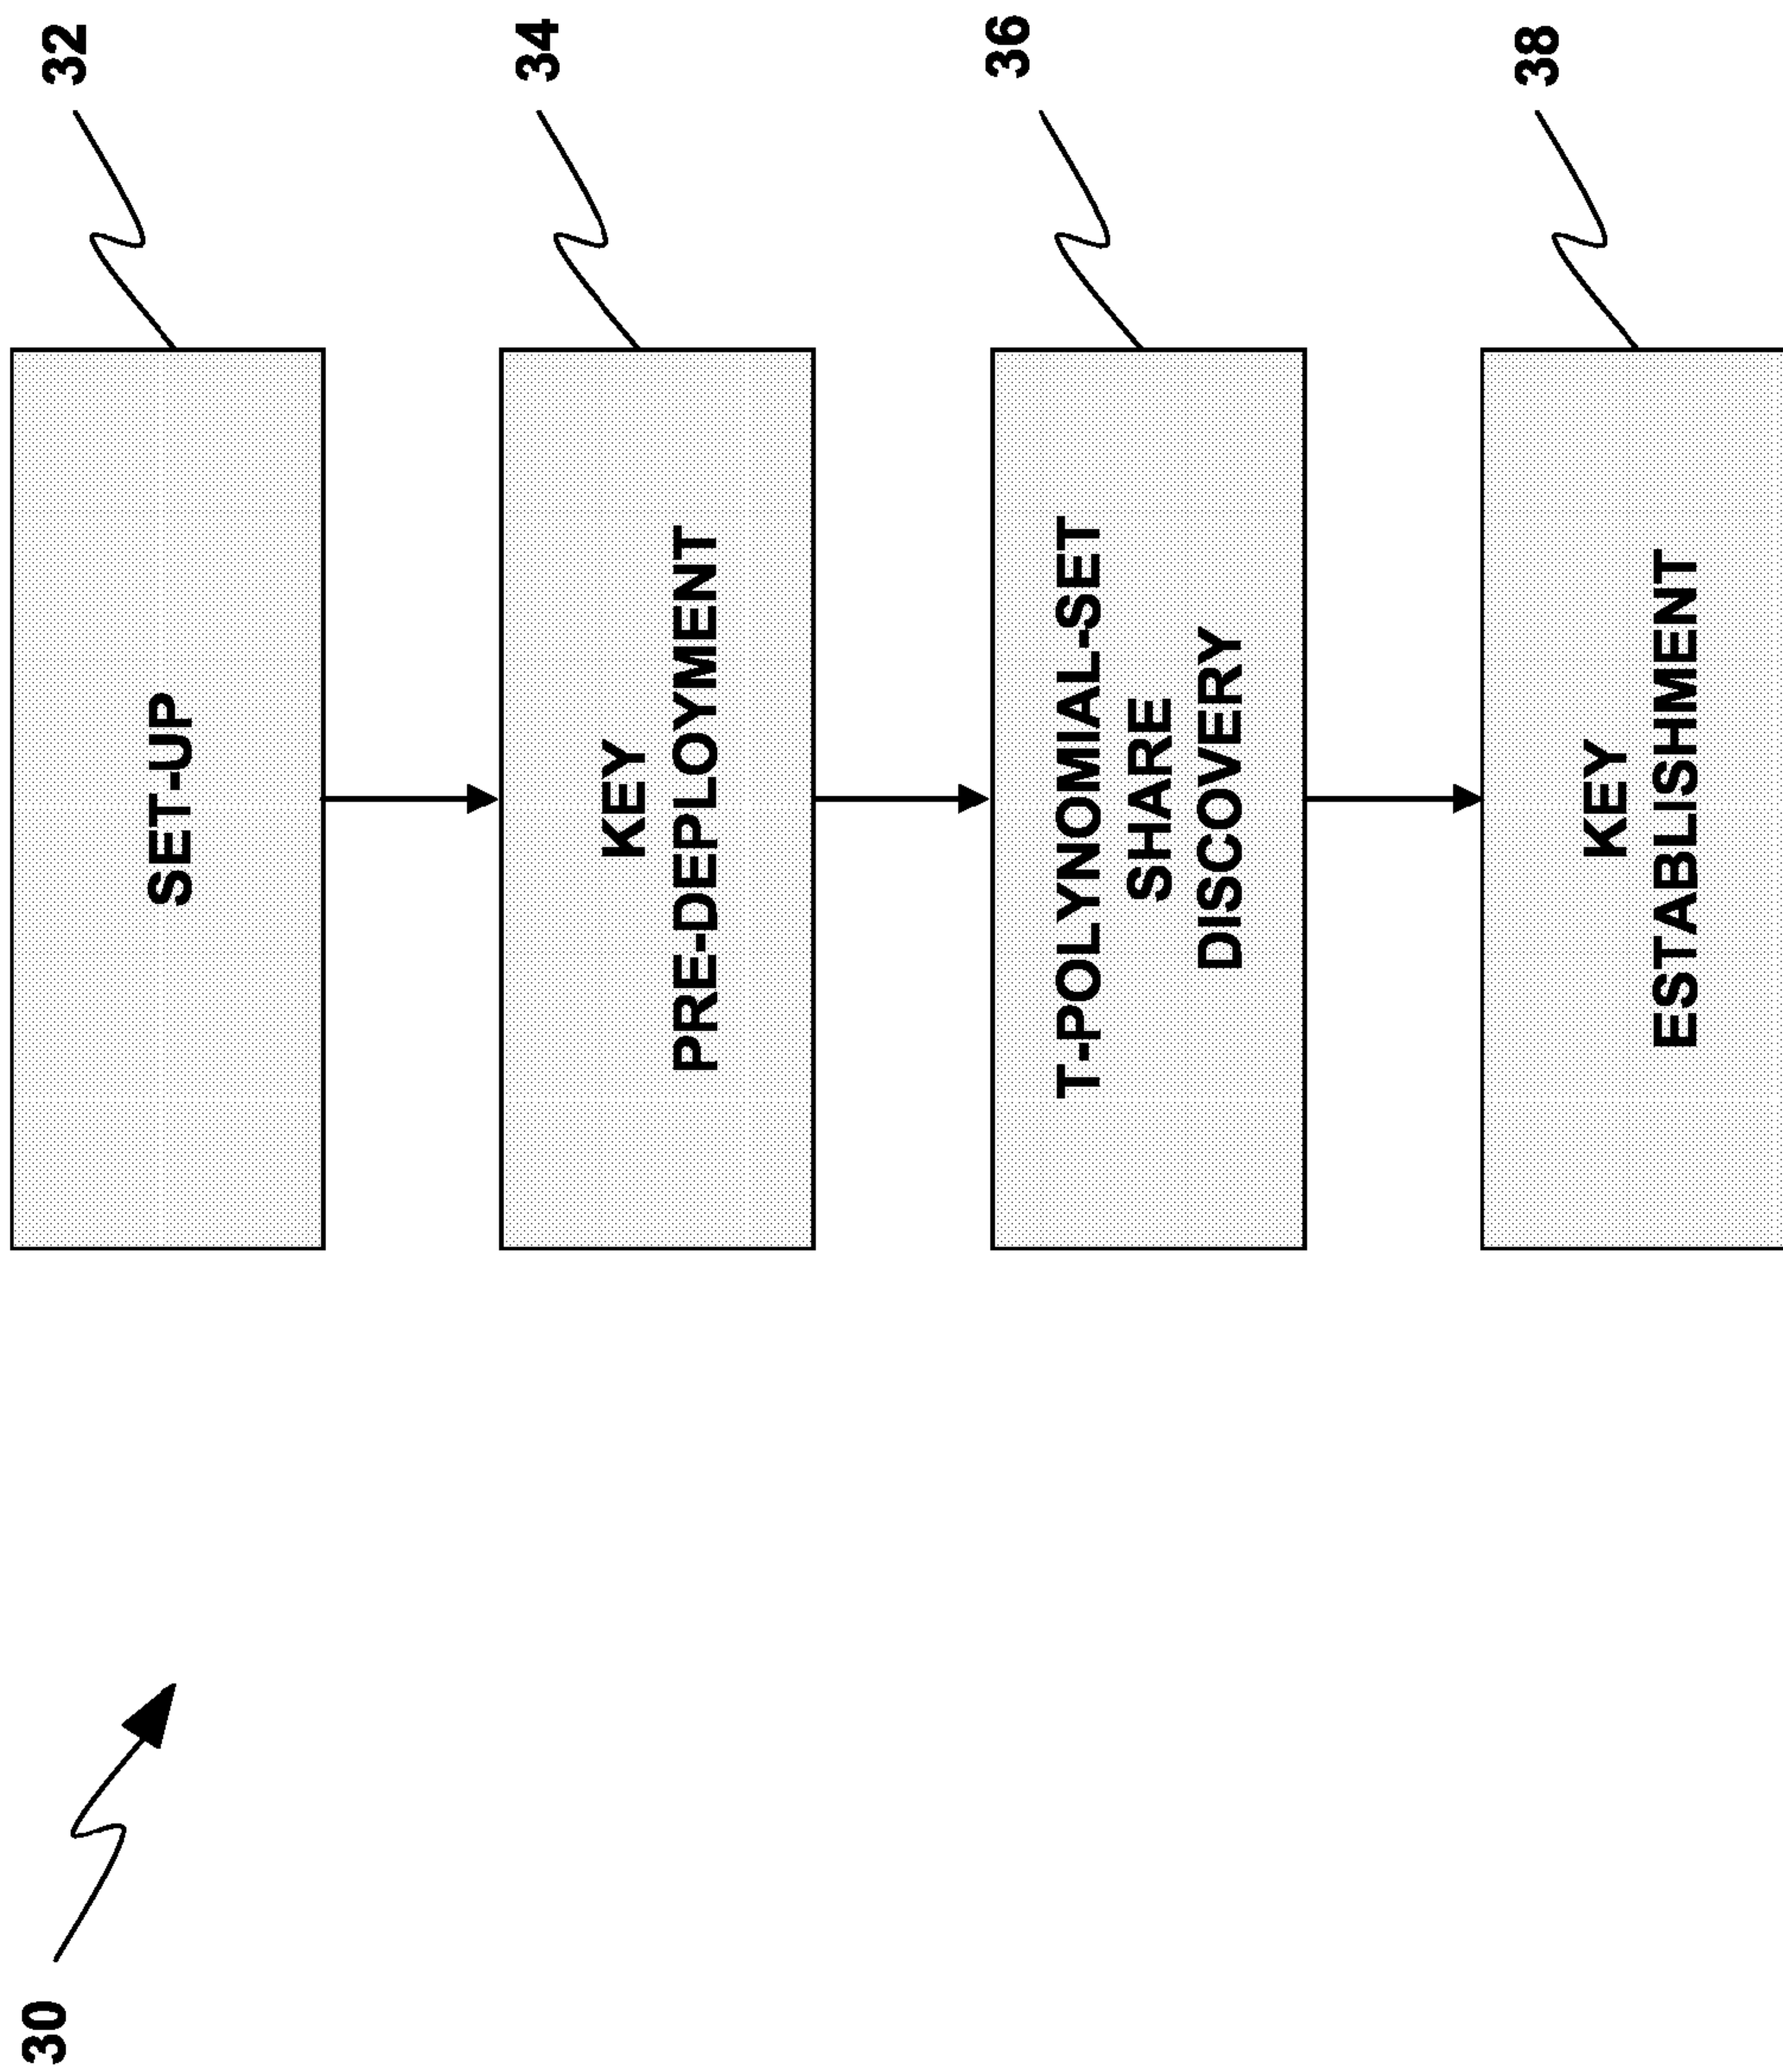 30
32
SET-UP
34
KEY
PRE-DEPLOYMENT
36
T-POLYNOMIAL-SET
SHARE
DISCOVERY
38
KEY
ESTABLISHMENT